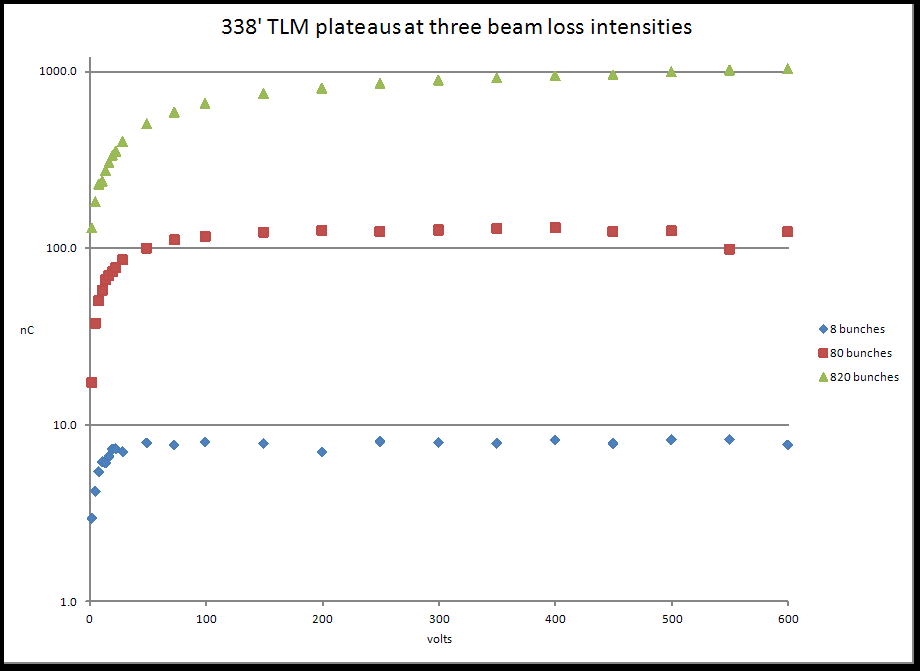 338' TLM plateaus at three beam loss intensities
1000.0
100.0
nC
10.0
1.0
0 100 200 300 400 500 600
volts
8 bunches
80 bunches
820 bunches